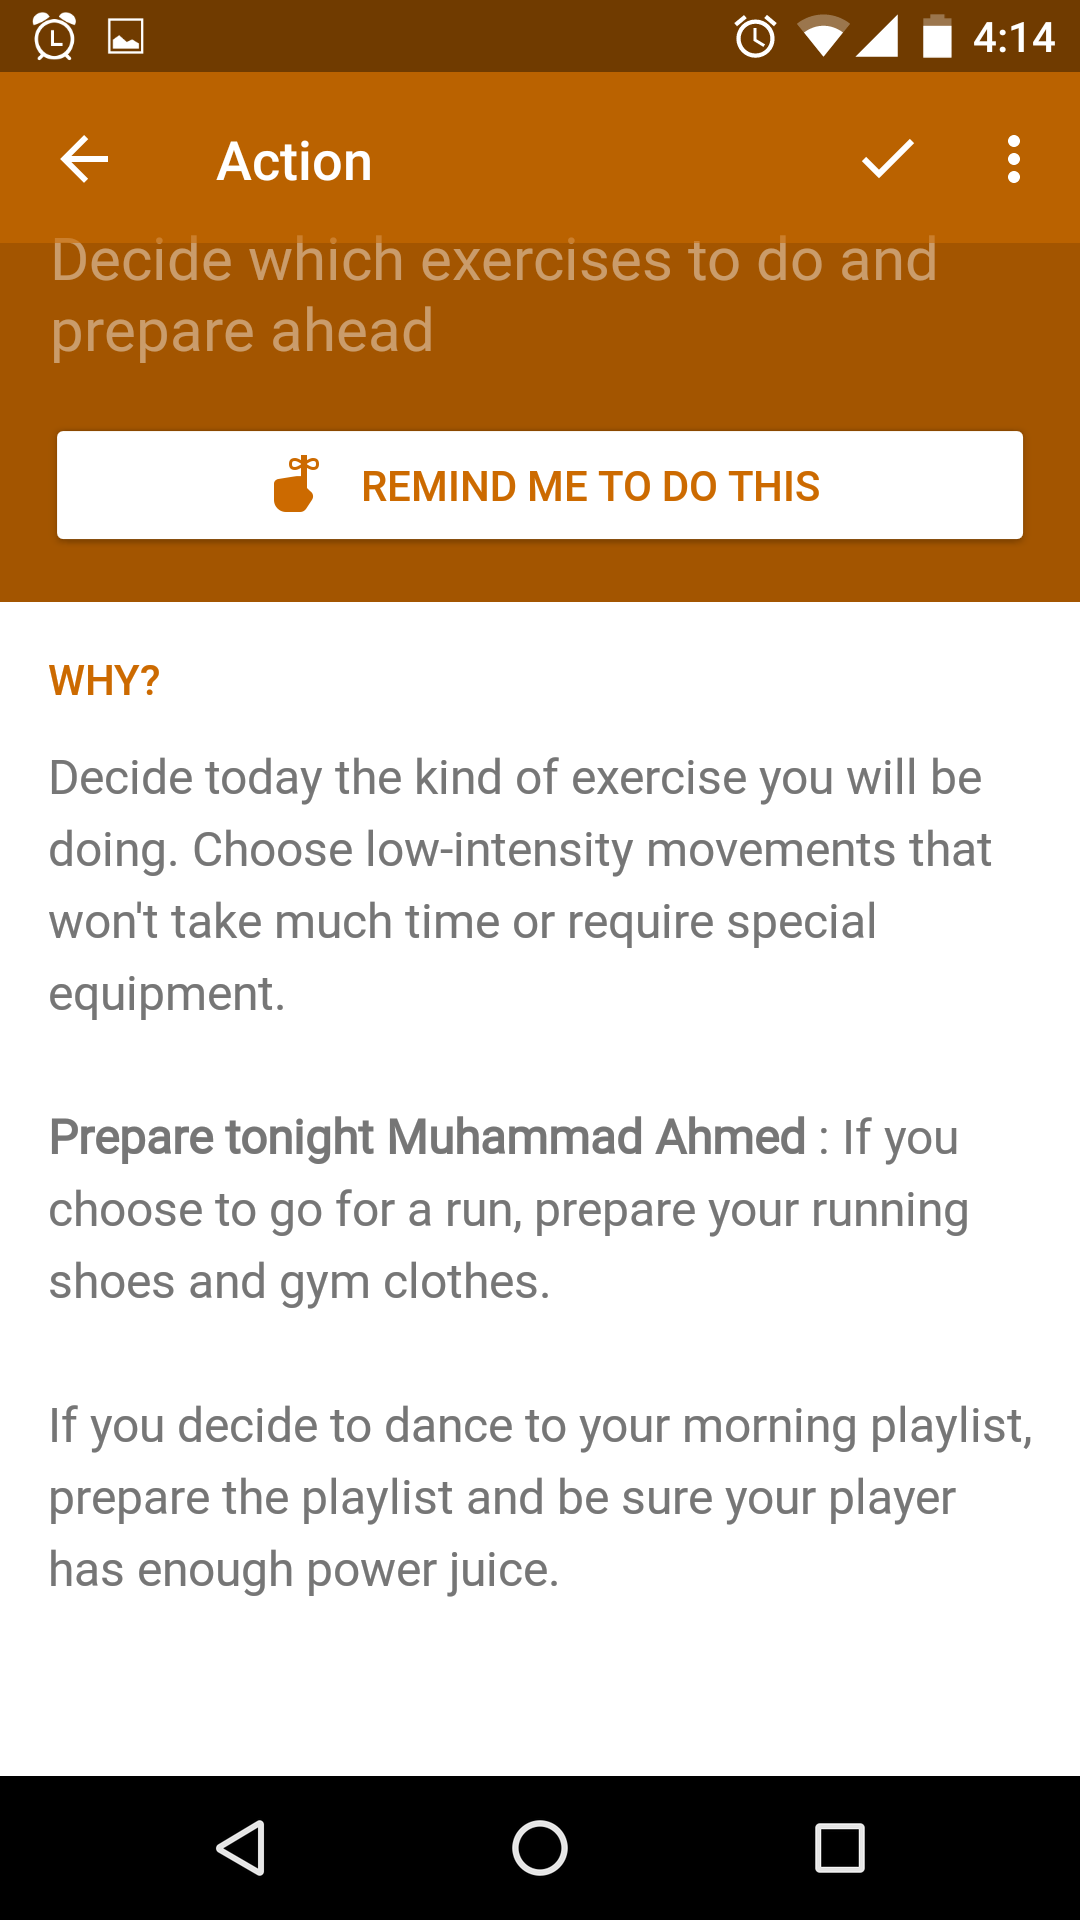 4:14
Action
Decide which exercises to do and
prepare ahead
REMIND ME TO DO THIS
WHY?
Decide today the kind of exercise you will be
doing. Choose low-intensity movements that
won't take much time or require special
equipment.
Prepare tonight Muhammad Ahmed : If you
choose to go for a run, prepare your running
shoes and gym clothes.
If you decide to dance to your morning playlist,
prepare the playlist and be sure your player
has enough power juice.